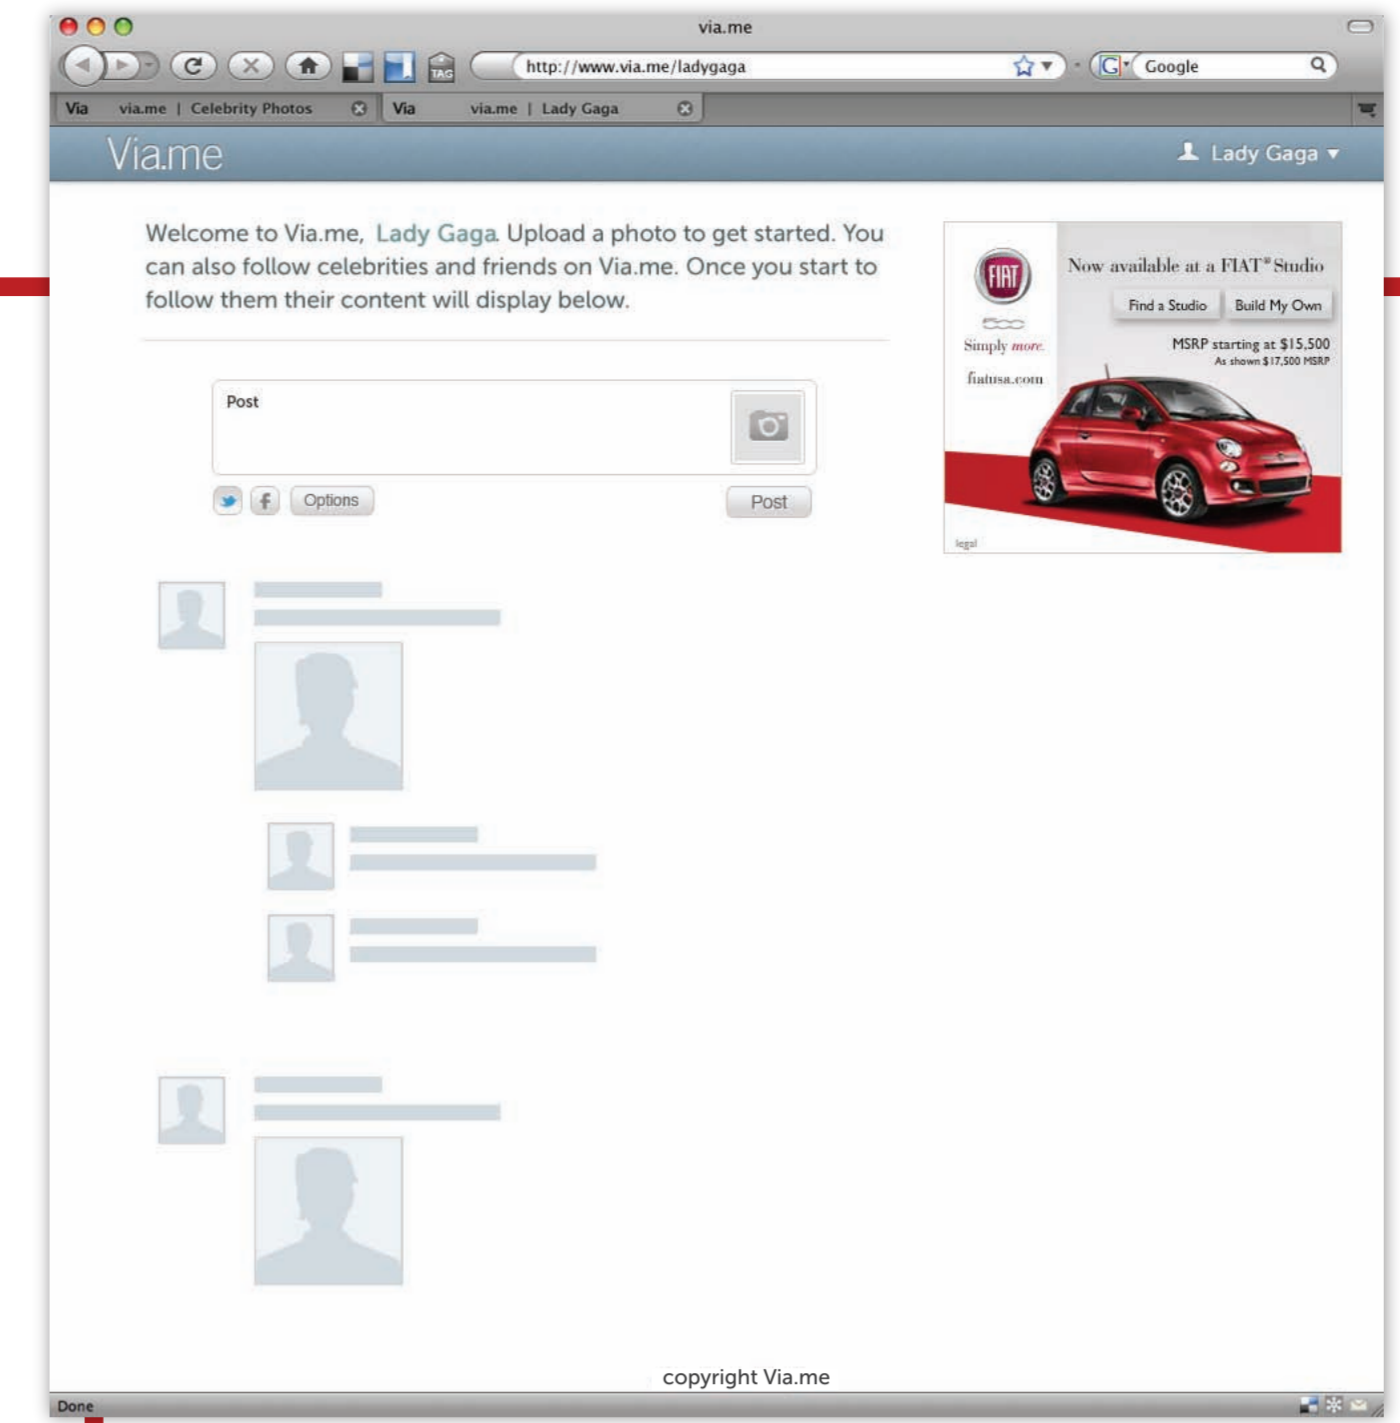 via.me
TAG
http://www.via.me/ladygaga
G
Google
Via via.me | Celebrity Photos
Via via.me | Lady Gaga
Via.me
Lady Gaga
Welcome to Via.me, Lady Gaga. Upload a photo to get started. You
can also follow celebrities and friends on Via.me. Once you start to
follow them their content will display below.
FIAT
500
Simply more.
fiatusa.com
Now available at a FIAT® Studio
Find a Studio
Build My Own
MSRP starting at $15,500
As shown $17,500 MSRP
legal
Post
f
Options
Post
copyright Via.me
Done